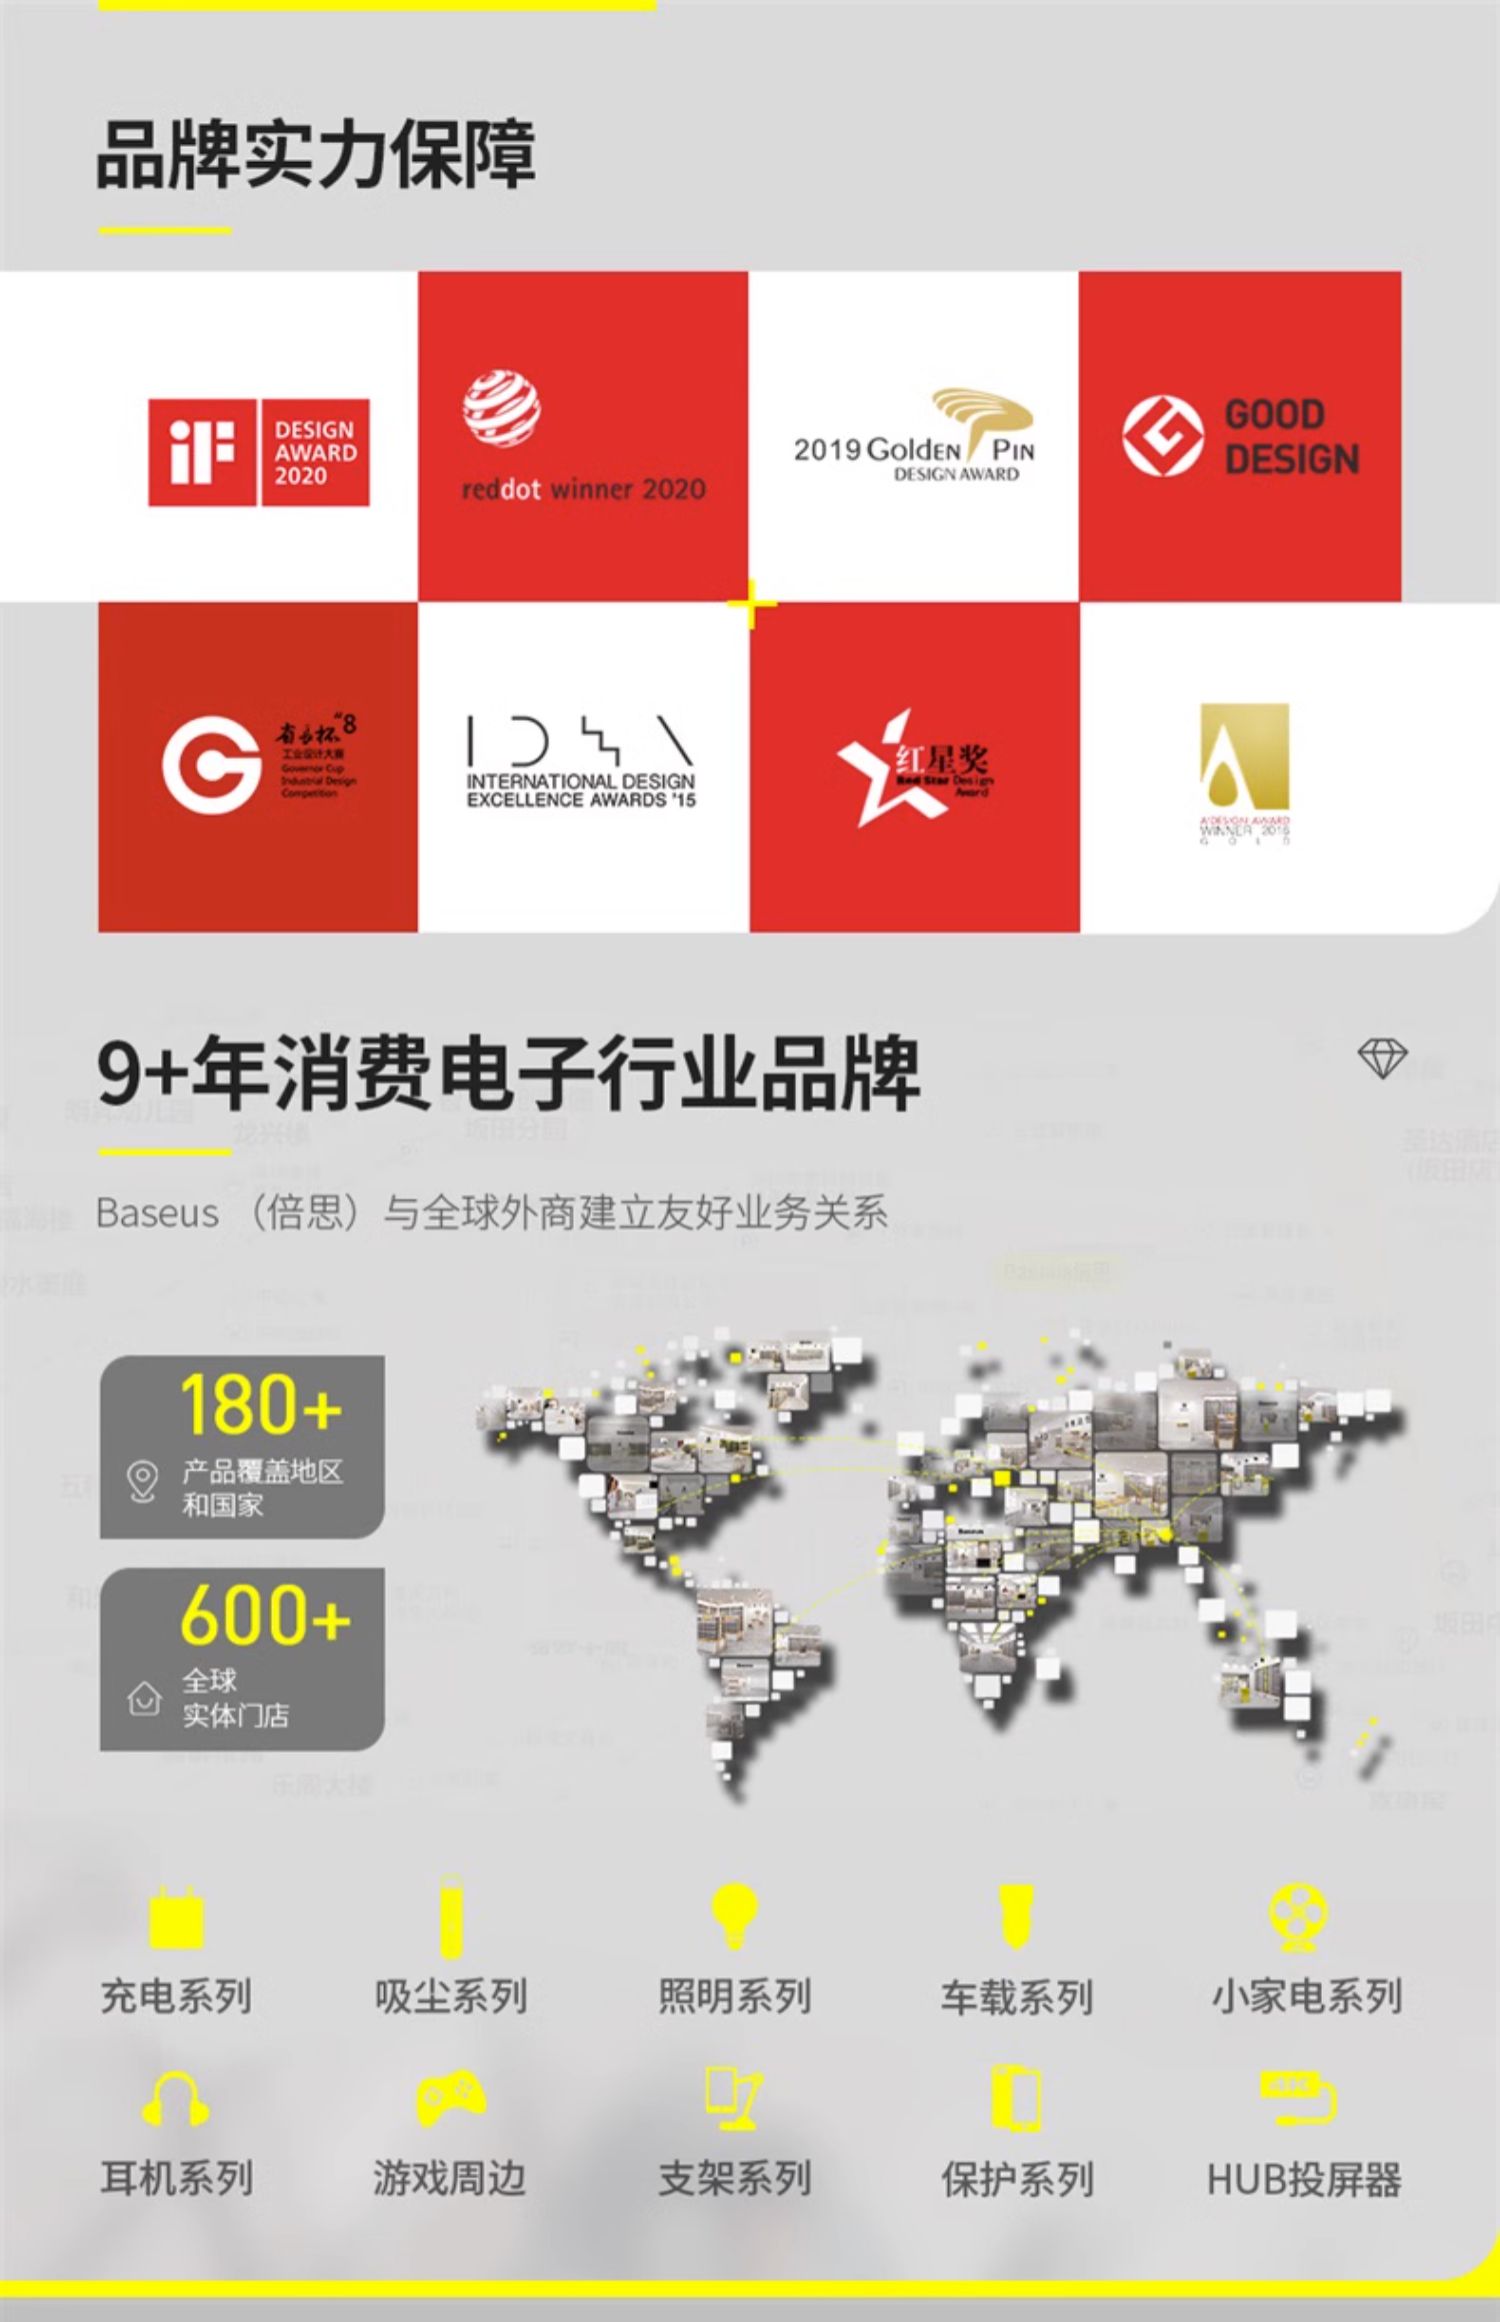 品牌实力保障
iF
DESIGN
AWARD
2020
reddot winner 2020
2019 Golden Pin
DESIGN AWARD
GOOD
DESIGN
省长杯"8
工业设计大赛
Governor Cup
Industrial Design
Competition
IDSA
INTERNATIONAL DESIGN
EXCELLENCE AWARDS '15
红星奖
Red Star Design
Award
A'DESIGN AWARD
WINNER 2016
GOLD
9+年消费电子行业品牌
Baseus （倍思）与全球外商建立友好业务关系
180+
产品覆盖地区
和国家
600+
全球
实体门店
充电系列
吸尘系列
照明系列
车载系列
小家电系列
耳机系列
游戏周边
支架系列
保护系列
HUB投屏器